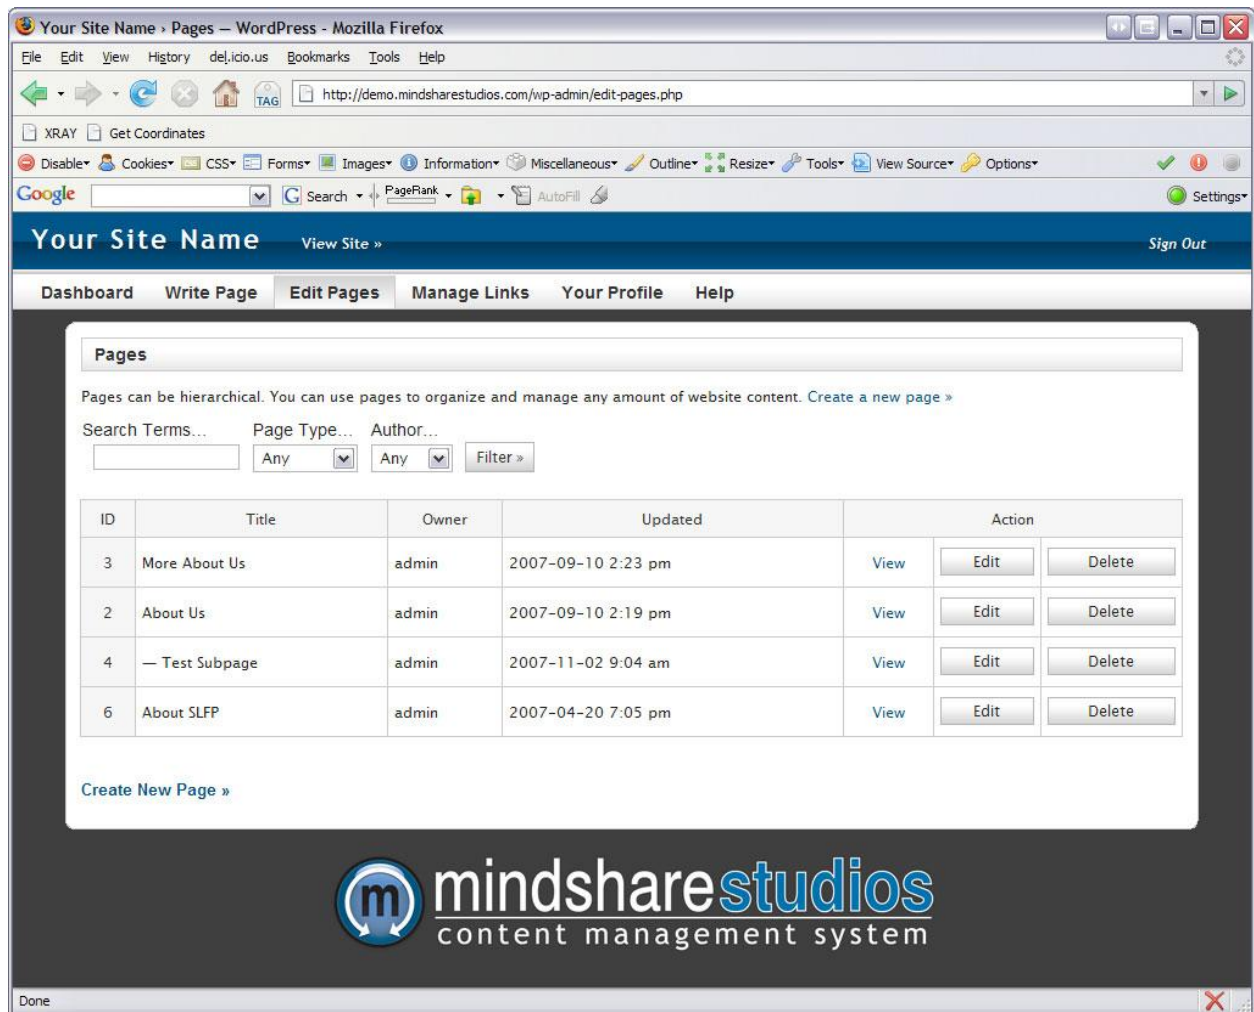 Your Site Name › Pages — WordPress - Mozilla Firefox
File Edit View History del.icio.us Bookmarks Tools Help
TAG http://demo.mindsharestudios.com/wp-admin/edit-pages.php
XRAY Get Coordinates
Disable Cookies CSS Forms Images Information Miscellaneous Outline Resize Tools View Source Options
Google G Search PageRank AutoFill Settings
Your Site Name View Site » Sign Out
Dashboard Write Page Edit Pages Manage Links Your Profile Help
Pages
Pages can be hierarchical. You can use pages to organize and manage any amount of website content. Create a new page »
Search Terms... Page Type... Author...
Any Any Filter »
ID Title Owner Updated Action
3 More About Us admin 2007-09-10 2:23 pm View Edit Delete
2 About Us admin 2007-09-10 2:19 pm View Edit Delete
4 — Test Subpage admin 2007-11-02 9:04 am View Edit Delete
6 About SLFP admin 2007-04-20 7:05 pm View Edit Delete
Create New Page »
m mindsharestudios
content management system
Done